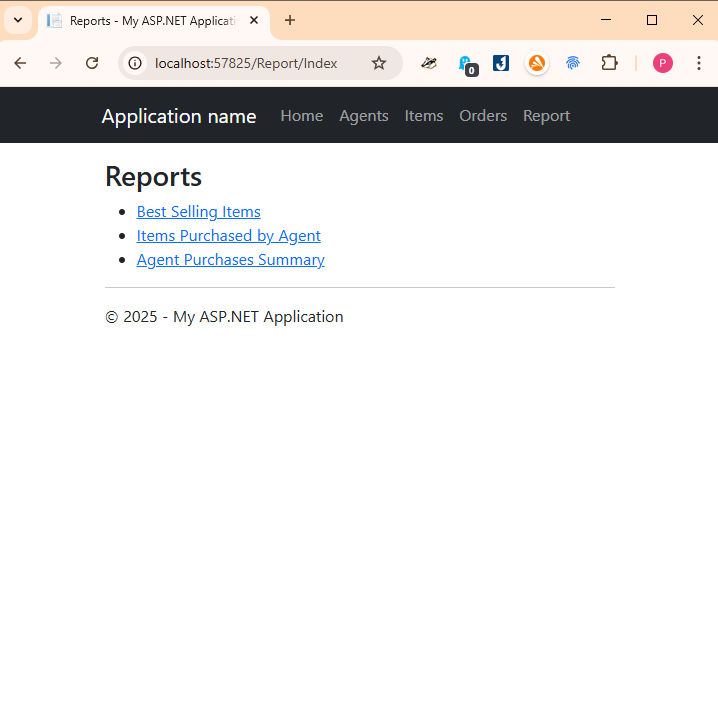 Reports - My ASP.NET Applicati
localhost:57825/Report/Index
0
P
Application name Home Agents Items Orders Report
Reports
Best Selling Items
Items Purchased by Agent
Agent Purchases Summary
© 2025 - My ASP.NET Application